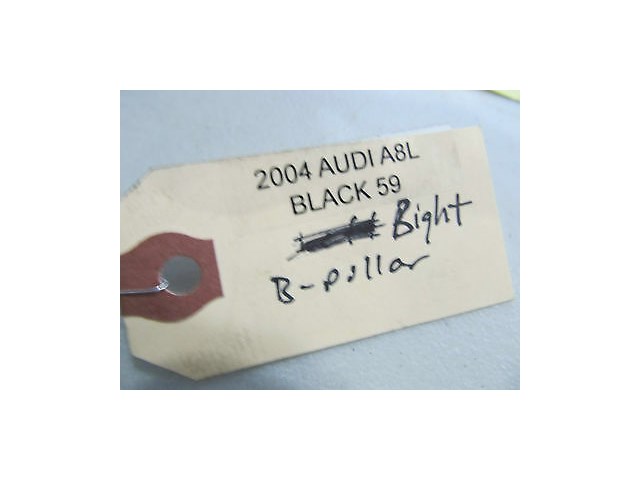 2004 AUDI A8L
BLACK 59
Right
B-pillar